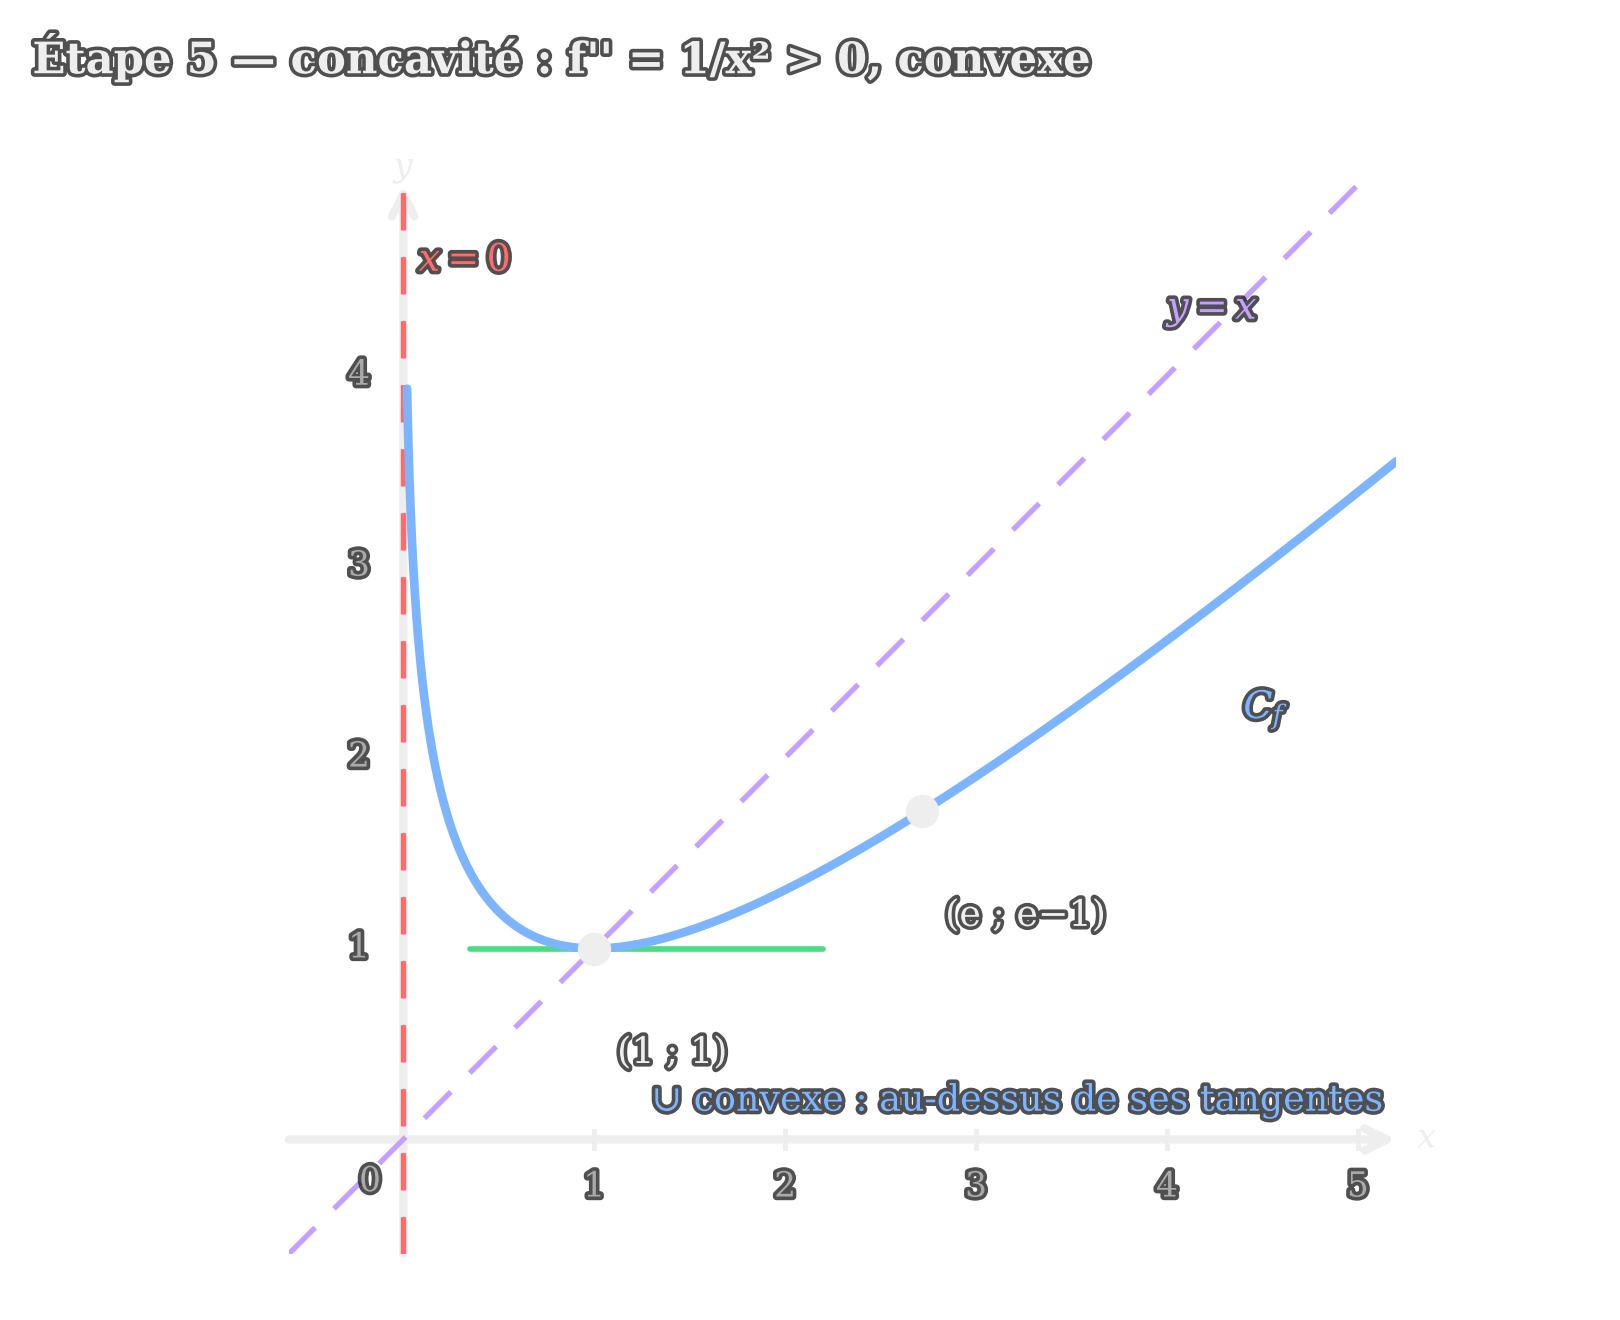 Étape 5 — concavité : f'' = 1/x² > 0, convexe
y
x = 0
y = x
4
3
C_f
2
(e ; e−1)
1
(1 ; 1)
∪ convexe : au-dessus de ses tangentes
x
0 1 2 3 4 5